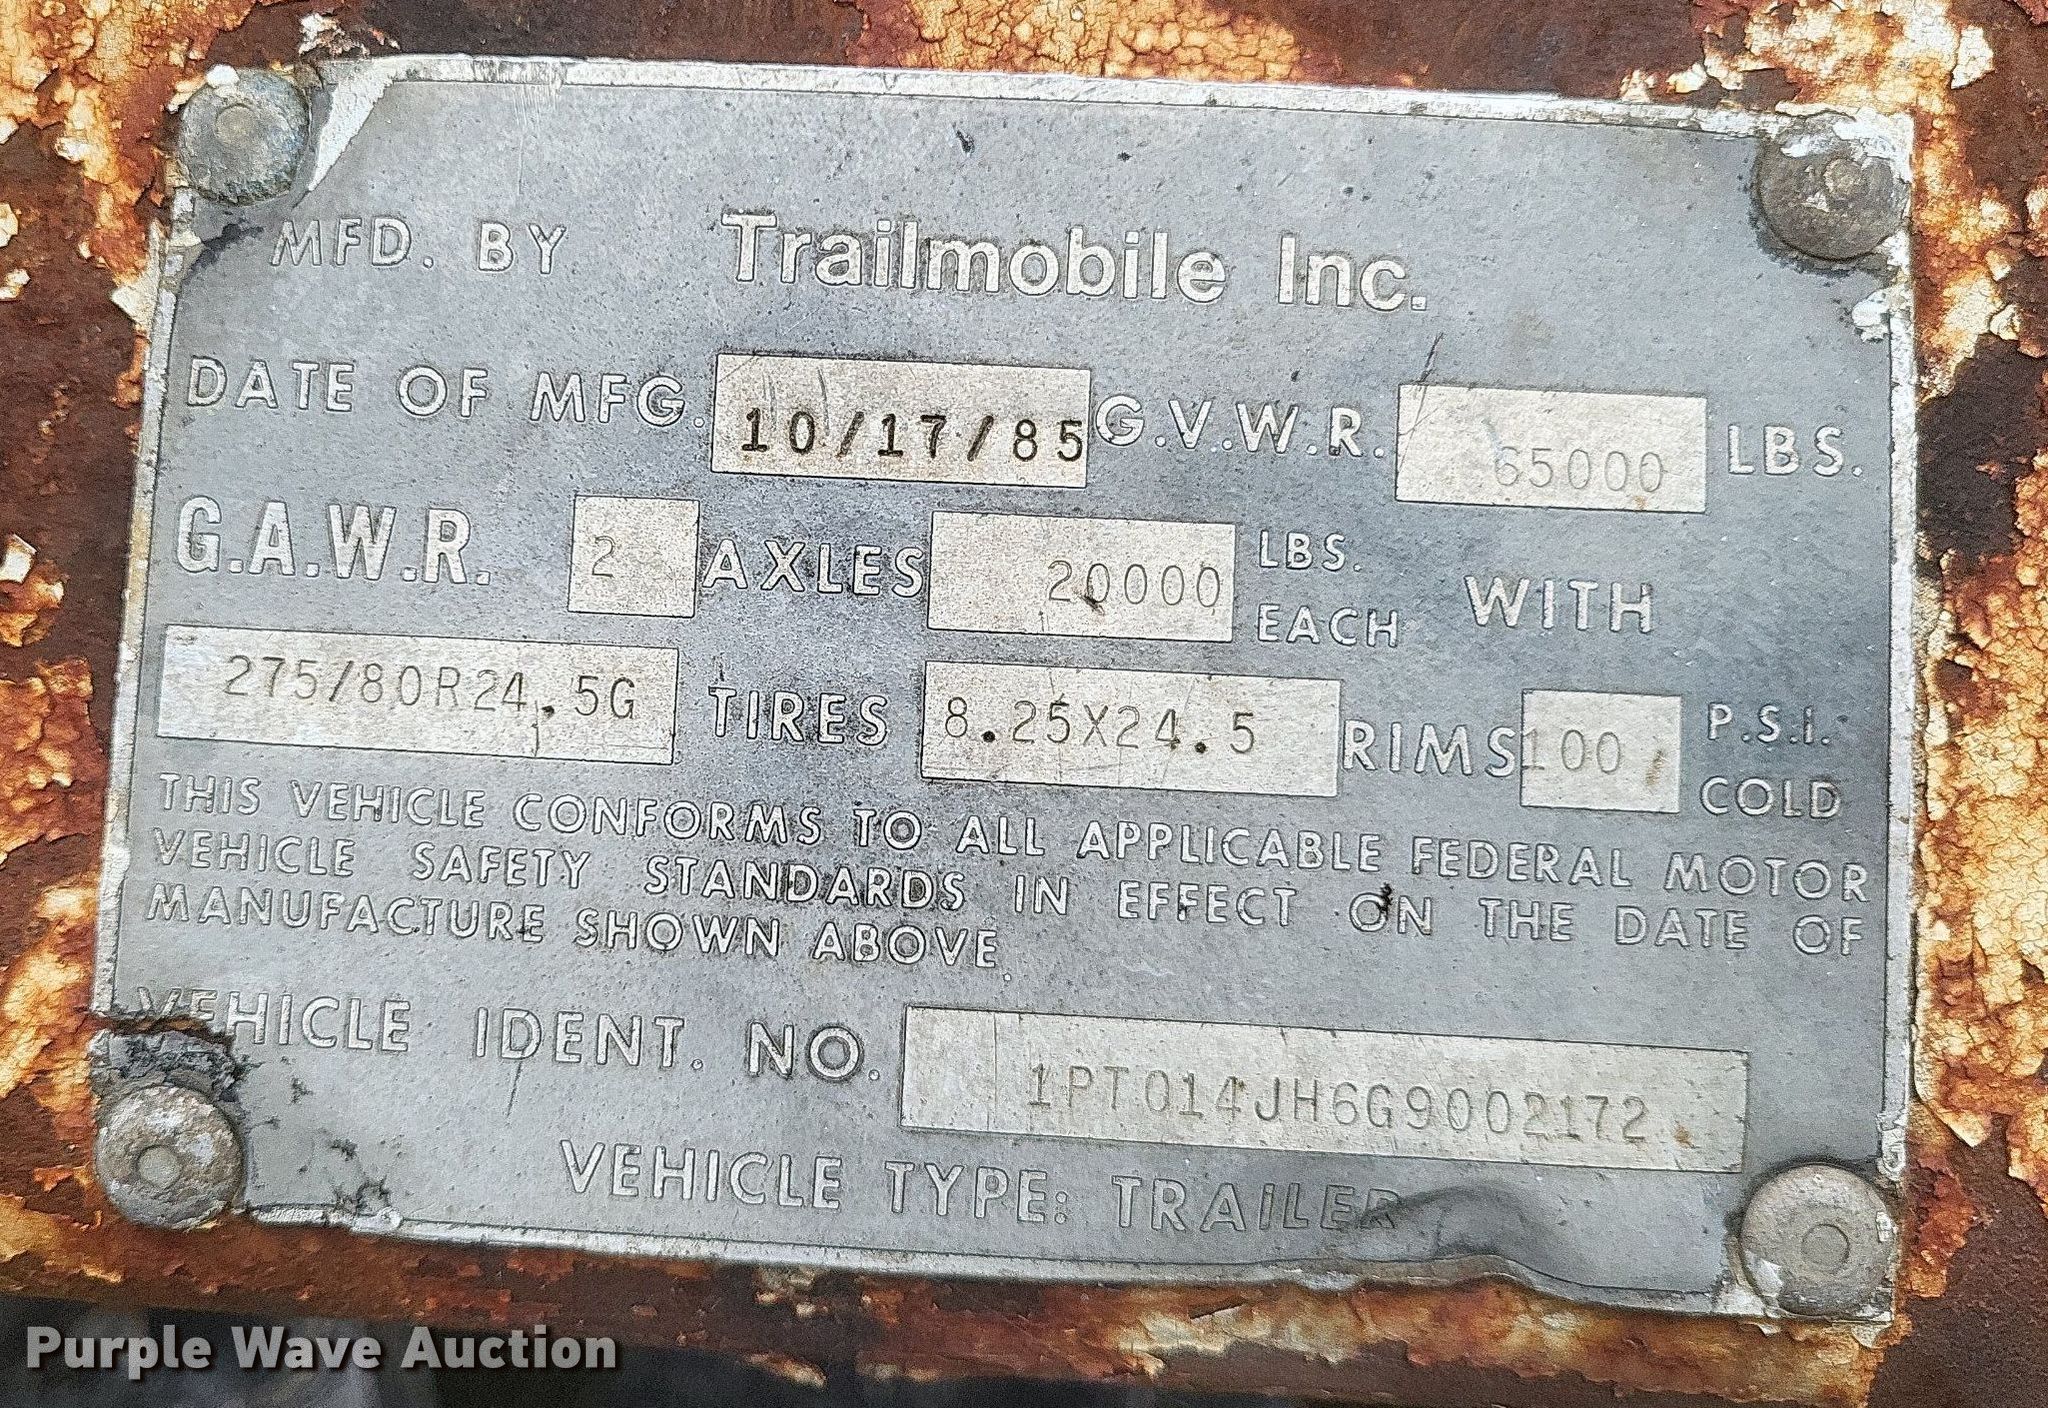 MFD. BY Trailmobile Inc.
DATE OF MFG. 10/17/85 G.V.W.R. 65000 LBS.
G.A.W.R. 2 AXLES 20000 LBS. EACH WITH
275/80R24.5G TIRES 8.25X24.5 RIMS 100 P.S.I. COLD
THIS VEHICLE CONFORMS TO ALL APPLICABLE FEDERAL MOTOR
VEHICLE SAFETY STANDARDS IN EFFECT ON THE DATE OF
MANUFACTURE SHOWN ABOVE.
VEHICLE IDENT. NO. 1PT014JH6G9002172
VEHICLE TYPE: TRAILER
Purple Wave Auction